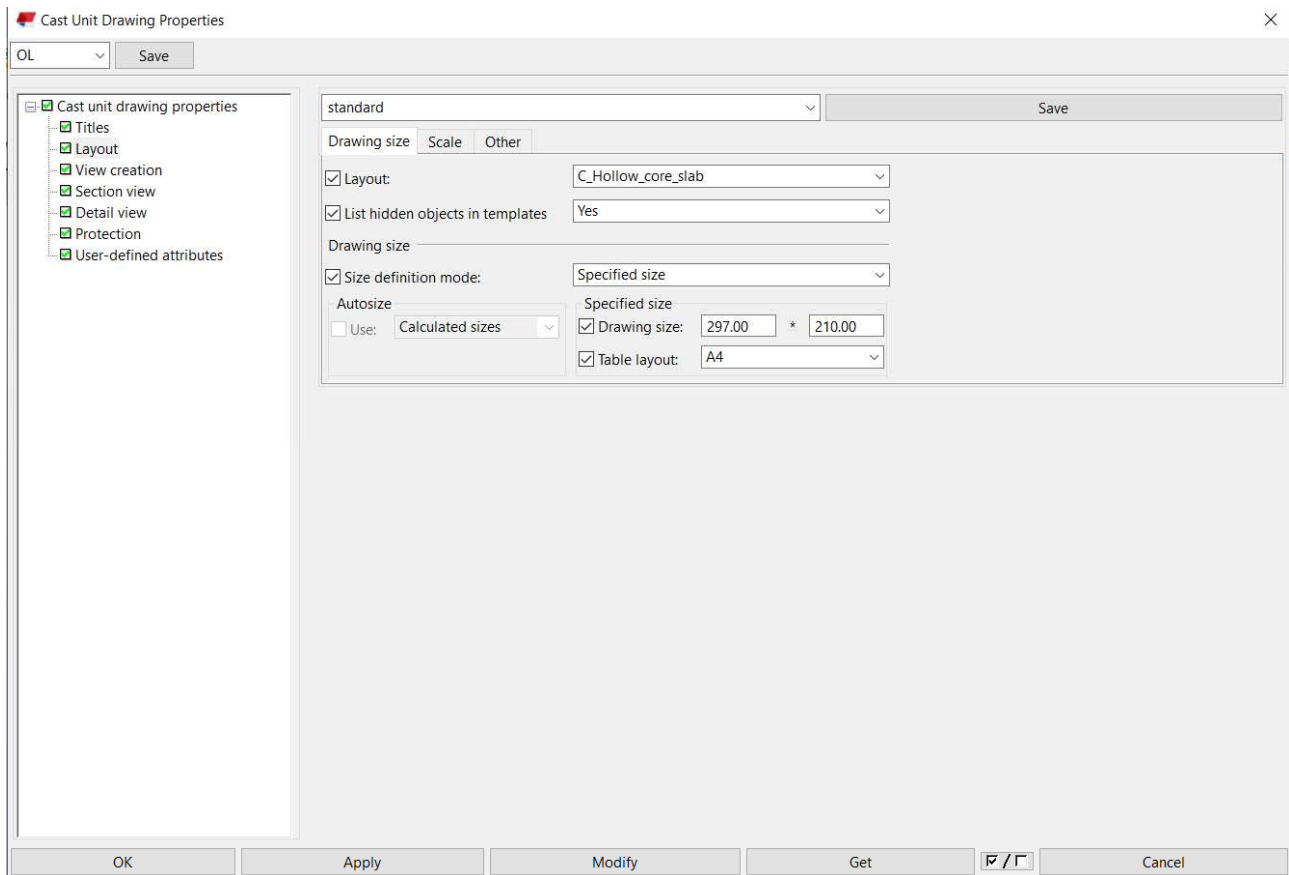 Cast Unit Drawing Properties
OL Save
Cast unit drawing properties
Titles
Layout
View creation
Section view
Detail view
Protection
User-defined attributes
standard Save
Drawing size Scale Other
Layout: C_Hollow_core_slab
List hidden objects in templates Yes
Drawing size
Size definition mode: Specified size
Autosize Specified size
Use: Calculated sizes Drawing size: 297.00 * 210.00
Table layout: A4
OK Apply Modify Get / Cancel